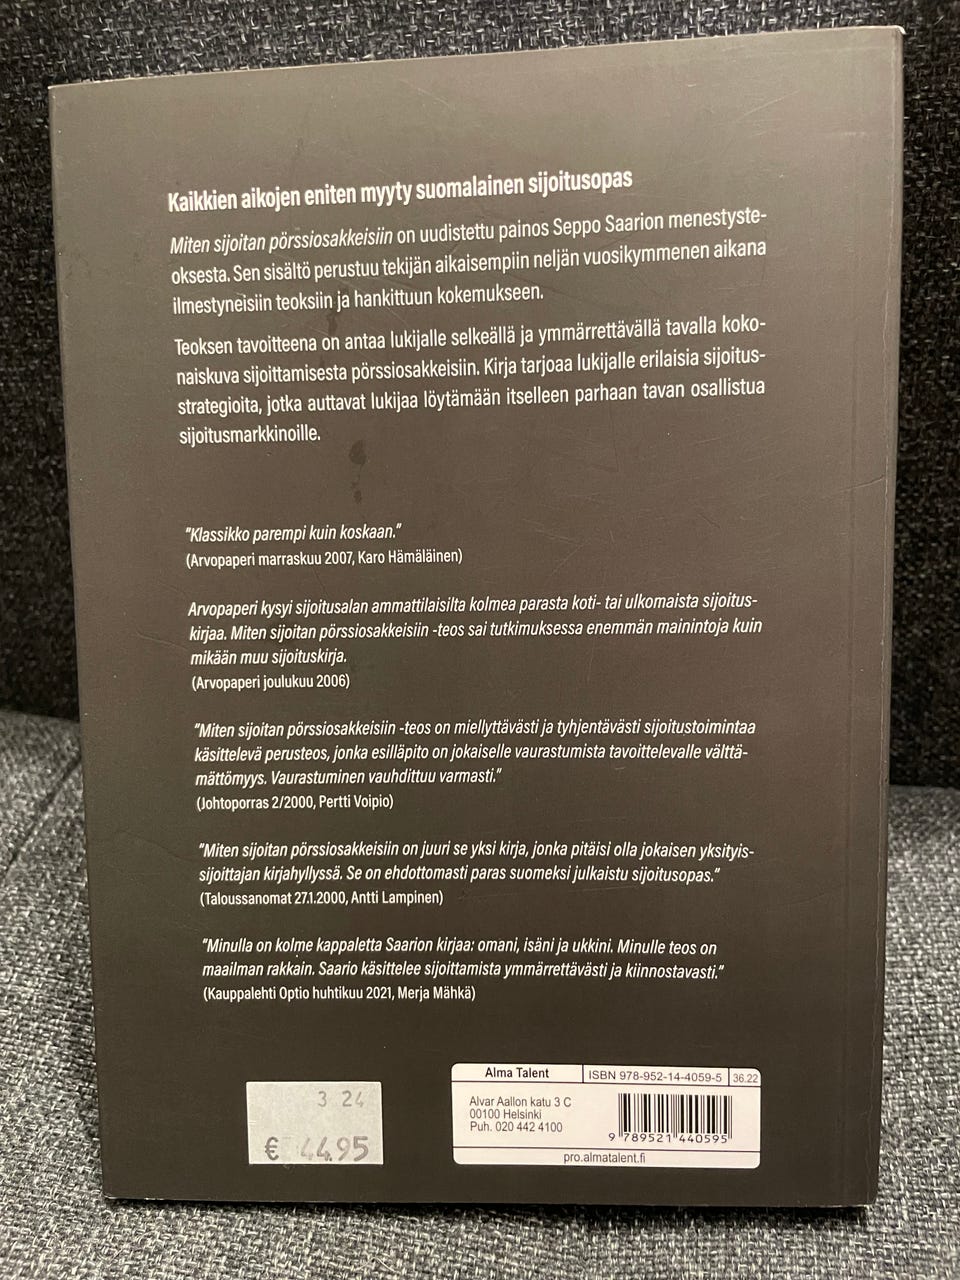 Kaikkien aikojen eniten myyty suomalainen sijoitusopas
Miten sijoitan pörssiosakkeisiin on uudistettu painos Seppo Saarion menestyste-
oksesta. Sen sisältö perustuu tekijän aikaisempiin neljän vuosikymmenen aikana
ilmestyneisiin teoksiin ja hankittuun kokemukseen.
Teoksen tavoitteena on antaa lukijalle selkeällä ja ymmärrettävällä tavalla koko-
naiskuva sijoittamisesta pörssiosakkeisiin. Kirja tarjoaa lukijalle erilaisia sijoitus-
strategioita, jotka auttavat lukijaa löytämään itselleen parhaan tavan osallistua
sijoitusmarkkinoille.
"Klassikko parempi kuin koskaan."
(Arvopaperi marraskuu 2007, Karo Hämäläinen)
Arvopaperi kysyi sijoitusalan ammattilaisilta kolmea parasta koti- tai ulkomaista sijoitus-
kirjaa. Miten sijoitan pörssiosakkeisiin -teos sai tutkimuksessa enemmän mainintoja kuin
mikään muu sijoituskirja.
(Arvopaperi joulukuu 2006)
"Miten sijoitan pörssiosakkeisiin -teos on miellyttävästi ja tyhjentävästi sijoitustoimintaa
käsittelevä perusteos, jonka esilläpito on jokaiselle vaurastumista tavoittelevalle välttä-
mättömyys. Vaurastuminen vauhdittuu varmasti."
(Johtoporras 2/2000, Pertti Voipio)
"Miten sijoitan pörssiosakkeisiin on juuri se yksi kirja, jonka pitäisi olla jokaisen yksityis-
sijoittajan kirjahyllyssä. Se on ehdottomasti paras suomeksi julkaistu sijoitusopas."
(Taloussanomat 27.1.2000, Antti Lampinen)
"Minulla on kolme kappaletta Saarion kirjaa: omani, isäni ja ukkini. Minulle teos on
maailman rakkain. Saario käsittelee sijoittamista ymmärrettävästi ja kiinnostavasti."
(Kauppalehti Optio huhtikuu 2021, Merja Mähkä)
3 24
€ 44.95
Alma Talent
ISBN 978-952-14-4059-5
36.22
Alvar Aallon katu 3 C
00100 Helsinki
Puh. 020 442 4100
9 789521 440595
pro.almatalent.fi